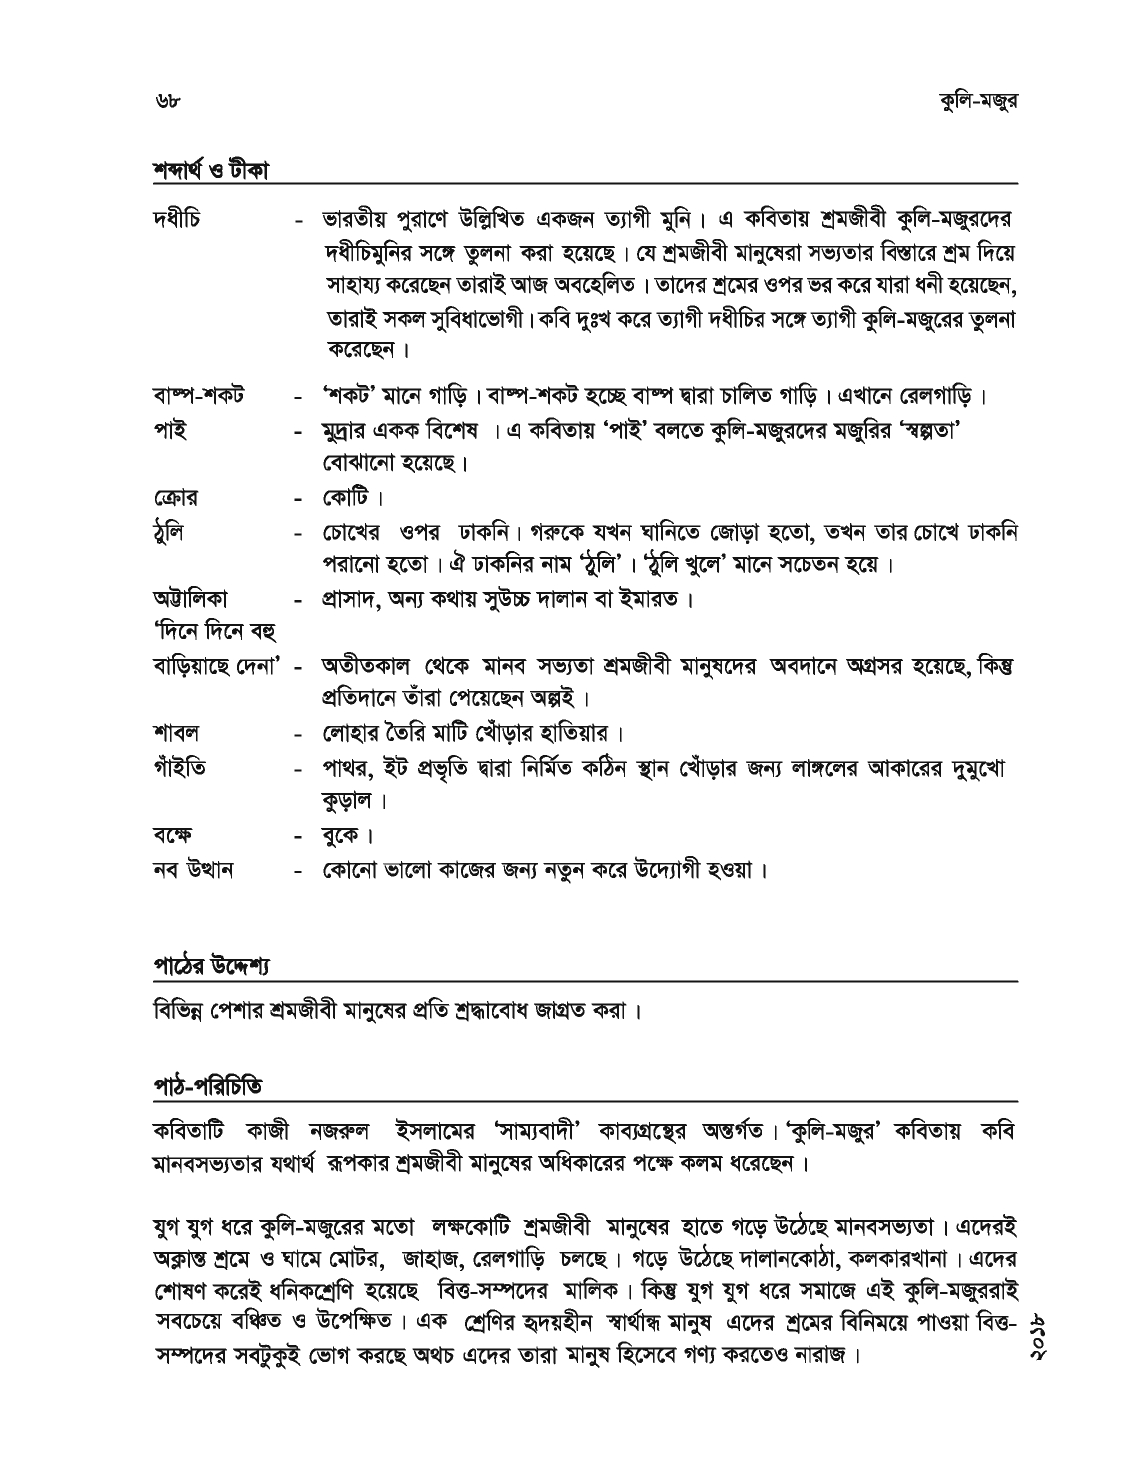 ৬৮ কুলি-মজুর
শব্দার্থ ও টীকা
দধীচি - ভারতীয় পুরাণে উল্লিখিত একজন ত্যাগী মুনি। এ কবিতায় শ্রমজীবী কুলি-মজুরদের
দধীচিমুনির সঙ্গে তুলনা করা হয়েছে। যে শ্রমজীবী মানুষেরা সভ্যতার বিস্তারে শ্রম দিয়ে
সাহায্য করেছেন তারাই আজ অবহেলিত। তাদের শ্রমের ওপর ভর করে যারা ধনী হয়েছেন,
তারাই সকল সুবিধাভোগী। কবি দুঃখ করে ত্যাগী দধীচির সঙ্গে ত্যাগী কুলি-মজুরের তুলনা
করেছেন।
বাষ্প-শকট - ‘শকট’ মানে গাড়ি। বাষ্প-শকট হচ্ছে বাষ্প দ্বারা চালিত গাড়ি। এখানে রেলগাড়ি।
পাই - মুদ্রার একক বিশেষ । এ কবিতায় ‘পাই’ বলতে কুলি-মজুরদের মজুরির ‘স্বল্পতা’
বোঝানো হয়েছে।
ক্রোর - কোটি।
ঠুলি - চোখের ওপর ঢাকনি। গরুকে যখন ঘানিতে জোড়া হতো, তখন তার চোখে ঢাকনি
পরানো হতো। ঐ ঢাকনির নাম ‘ঠুলি’। ‘ঠুলি খুলে’ মানে সচেতন হয়ে।
অট্টালিকা - প্রাসাদ, অন্য কথায় সুউচ্চ দালান বা ইমারত।
‘দিনে দিনে বহু
বাড়িয়াছে দেনা’ - অতীতকাল থেকে মানব সভ্যতা শ্রমজীবী মানুষদের অবদানে অগ্রসর হয়েছে, কিন্তু
প্রতিদানে তাঁরা পেয়েছেন অল্পই।
শাবল - লোহার তৈরি মাটি খোঁড়ার হাতিয়ার।
গাঁইতি - পাথর, ইট প্রভৃতি দ্বারা নির্মিত কঠিন স্থান খোঁড়ার জন্য লাঙ্গলের আকারের দুমুখো
কুড়াল।
বক্ষে - বুকে।
নব উত্থান - কোনো ভালো কাজের জন্য নতুন করে উদ্যোগী হওয়া।
পাঠের উদ্দেশ্য
বিভিন্ন পেশার শ্রমজীবী মানুষের প্রতি শ্রদ্ধাবোধ জাগ্রত করা।
পাঠ-পরিচিতি
কবিতাটি কাজী নজরুল ইসলামের ‘সাম্যবাদী’ কাব্যগ্রন্থের অন্তর্গত। ‘কুলি-মজুর’ কবিতায় কবি
মানবসভ্যতার যথার্থ রূপকার শ্রমজীবী মানুষের অধিকারের পক্ষে কলম ধরেছেন।
যুগ যুগ ধরে কুলি-মজুরের মতো লক্ষকোটি শ্রমজীবী মানুষের হাতে গড়ে উঠেছে মানবসভ্যতা। এদেরই
অক্লান্ত শ্রমে ও ঘামে মোটর, জাহাজ, রেলগাড়ি চলছে। গড়ে উঠেছে দালানকোঠা, কলকারখানা। এদের
শোষণ করেই ধনিকশ্রেণি হয়েছে বিত্ত-সম্পদের মালিক। কিন্তু যুগ যুগ ধরে সমাজে এই কুলি-মজুররাই
সবচেয়ে বঞ্চিত ও উপেক্ষিত। এক শ্রেণির হৃদয়হীন স্বার্থান্ধ মানুষ এদের শ্রমের বিনিময়ে পাওয়া বিত্ত-
সম্পদের সবটুকুই ভোগ করছে অথচ এদের তারা মানুষ হিসেবে গণ্য করতেও নারাজ।
২০১৮